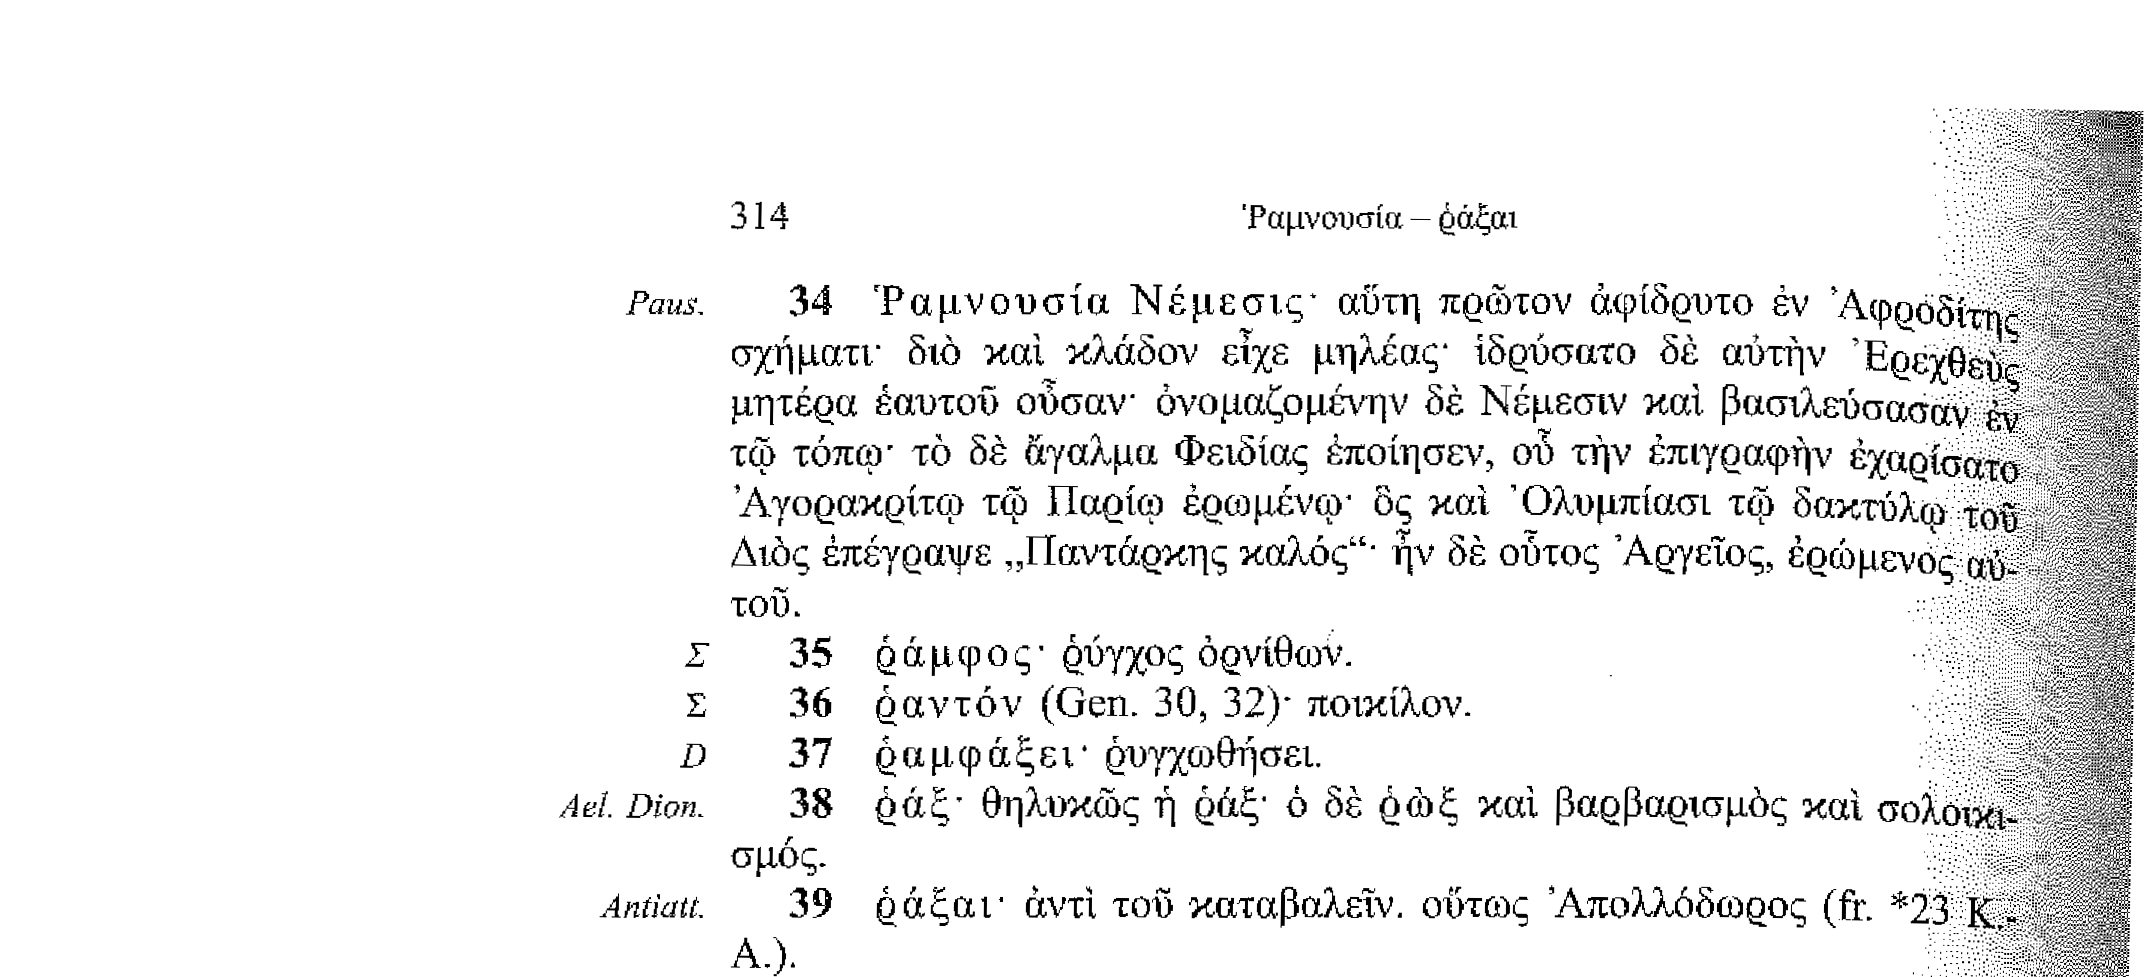 314 Ῥαμνουσία – ῥάξαι
Paus. 34 Ῥαμνουσία Νέμεσις· αὕτη πρῶτον ἀφίδρυτο ἐν Ἀφροδίτης
σχήματι· διὸ καὶ κλάδον εἶχε μηλέας· ἱδρύσατο δὲ αὐτὴν Ἐρεχθεὺς
μητέρα ἑαυτοῦ οὖσαν· ὀνομαζομένην δὲ Νέμεσιν καὶ βασιλεύσασαν ἐν
τῷ τόπῳ· τὸ δὲ ἄγαλμα Φειδίας ἐποίησεν, οὗ τὴν ἐπιγραφὴν ἐχαρίσατο
Ἀγορακρίτῳ τῷ Παρίῳ ἐρωμένῳ· ὃς καὶ Ὀλυμπίασι τῷ δακτύλῳ τοῦ
Διὸς ἐπέγραψε „Παντάρκης καλός“· ἦν δὲ οὗτος Ἀργεῖος, ἐρώμενος αὐ-
τοῦ.
Σ 35 ῥάμφος· ῥύγχος ὀρνίθων.
Σ 36 ῥαντόν (Gen. 30, 32)· ποικίλον.
D 37 ῥαμφάξει· ῥυγχωθήσει.
Ael. Dion. 38 ῥάξ· θηλυκῶς ἡ ῥάξ· ὁ δὲ ῥὼξ καὶ βαρβαρισμὸς καὶ σολοικι-
σμός.
Antiatt. 39 ῥάξαι· ἀντὶ τοῦ καταβαλεῖν. οὕτως Ἀπολλόδωρος (fr. *23 K.-
A.).